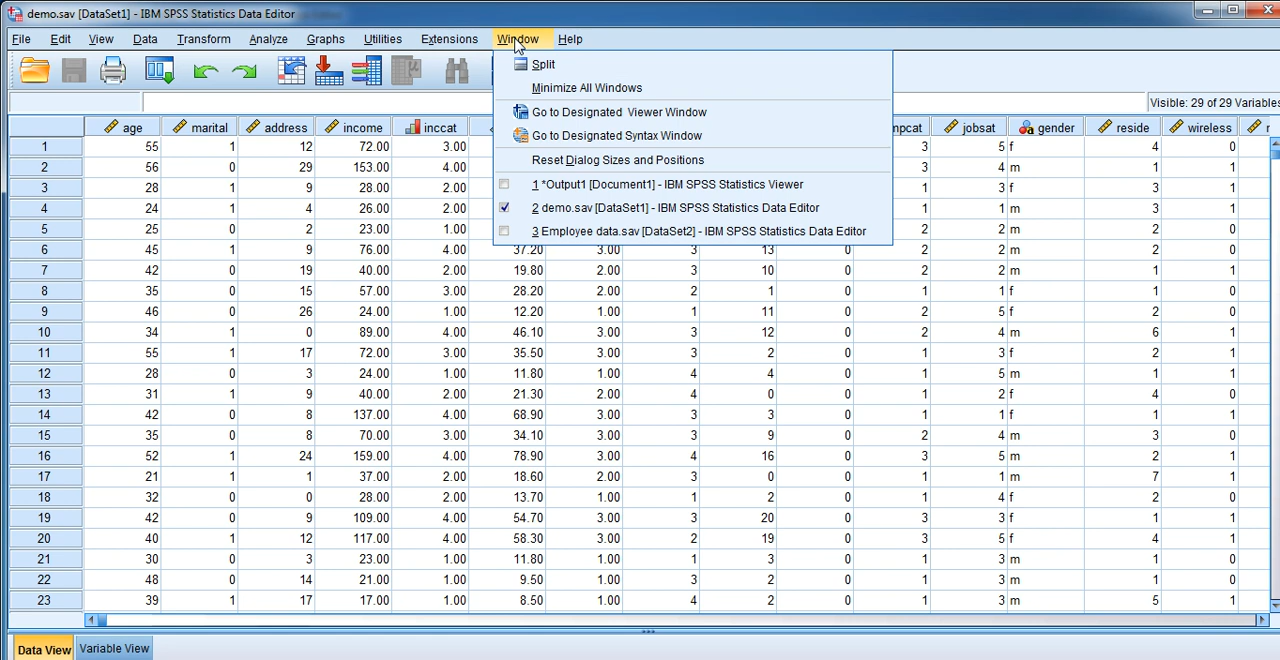 demo.sav [DataSet1] - IBM SPSS Statistics Data Editor
File Edit View Data Transform Analyze Graphs Utilities Extensions Window Help
Split
Minimize All Windows
Go to Designated Viewer Window
Go to Designated Syntax Window
Reset Dialog Sizes and Positions
1 *Output1 [Document1] - IBM SPSS Statistics Viewer
2 demo.sav [DataSet1] - IBM SPSS Statistics Data Editor
3 Employee data.sav [DataSet2] - IBM SPSS Statistics Data Editor
Visible: 29 of 29 Variables
age marital address income inccat mpcat jobsat gender reside wireless
1 55 1 12 72.00 3.00 3 5 f 4 0
2 56 0 29 153.00 4.00 3 4 m 1 1
3 28 1 9 28.00 2.00 1 3 f 3 1
4 24 1 4 26.00 2.00 1 1 m 3 1
5 25 0 2 23.00 1.00 2 2 m 2 0
6 45 1 9 76.00 4.00 37.20 3.00 3 13 0 2 2 m 2 0
7 42 0 19 40.00 2.00 19.80 2.00 3 10 0 2 2 m 1 1
8 35 0 15 57.00 3.00 28.20 2.00 2 1 0 1 1 f 1 0
9 46 0 26 24.00 1.00 12.20 1.00 1 11 0 2 5 f 2 0
10 34 1 0 89.00 4.00 46.10 3.00 3 12 0 2 4 m 6 1
11 55 1 17 72.00 3.00 35.50 3.00 3 2 0 1 3 f 2 1
12 28 0 3 24.00 1.00 11.80 1.00 4 4 0 1 5 m 1 1
13 31 1 9 40.00 2.00 21.30 2.00 4 0 0 1 2 f 4 0
14 42 0 8 137.00 4.00 68.90 3.00 3 3 0 1 1 f 1 0
15 35 0 8 70.00 3.00 34.10 3.00 3 9 0 2 4 m 3 0
16 52 1 24 159.00 4.00 78.90 3.00 4 16 0 3 5 m 2 1
17 21 1 1 37.00 2.00 18.60 2.00 3 0 0 1 1 m 7 1
18 32 0 0 28.00 2.00 13.70 1.00 1 2 0 1 4 f 2 0
19 42 0 9 109.00 4.00 54.70 3.00 3 20 0 3 3 f 1 1
20 40 1 12 117.00 4.00 58.30 3.00 2 19 0 3 5 f 4 1
21 30 0 3 23.00 1.00 11.80 1.00 1 3 0 1 3 m 1 0
22 48 0 14 21.00 1.00 9.50 1.00 3 2 0 1 3 m 1 0
23 39 1 17 17.00 1.00 8.50 1.00 4 2 0 1 3 m 5 1
Data View Variable View